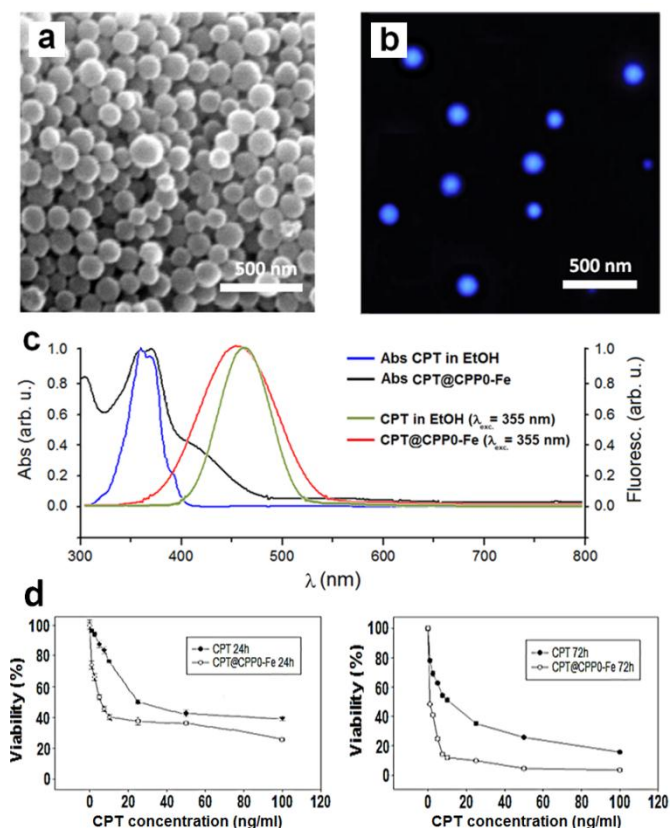 a
500 nm
b
500 nm
c
1.0
0.8
0.6
0.4
0.2
0.0
Abs (arb. u.)
Abs CPT in EtOH
Abs CPT@CPP0-Fe
CPT in EtOH (λexc. = 355 nm)
CPT@CPP0-Fe (λexc. = 355 nm)
1.0
0.8
0.6
0.4
0.2
0.0
Fluoresc. (arb. u.)
300 400 500 600 700 800
λ (nm)
d
100
80
60
40
20
0
Viability (%)
CPT 24h
CPT@CPP0-Fe 24h
0 20 40 60 80 100 120
CPT concentration (ng/ml)
100
80
60
40
20
0
Viability (%)
CPT 72h
CPT@CPP0-Fe 72h
0 20 40 60 80 100 120
CPT concentration (ng/ml)